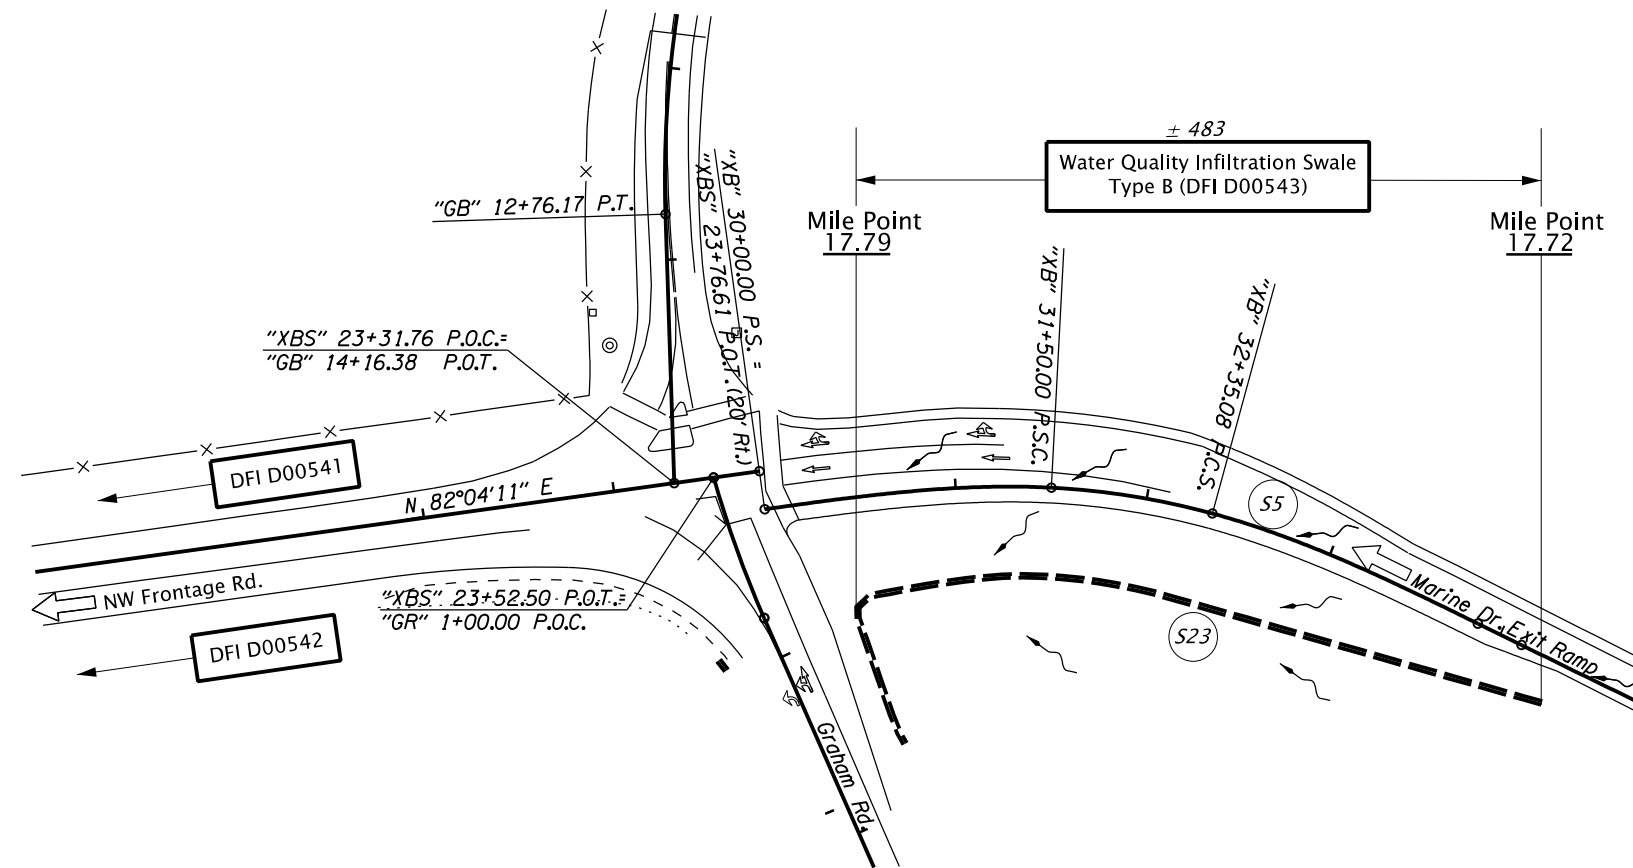 ± 483
Water Quality Infiltration Swale
Type B (DFI D00543)
Mile Point
17.79
Mile Point
17.72
"GB" 12+76.17 P.T.
"XB" 30+00.00 P.S. =
"XBS" 23+76.61 P.O.T.(20' Rt.)
"XB" 31+50.00 P.S.C.
"XB" 32+35.08 P.C.S.
"XBS" 23+31.76 P.O.C.=
"GB" 14+16.38 P.O.T.
DFI D00541
N 82°04'11" E
S5
NW Frontage Rd.
"XBS" 23+52.50 P.O.T.=
"GR" 1+00.00 P.O.C.
Marine Dr. Exit Ramp
S23
DFI D00542
Graham Rd.